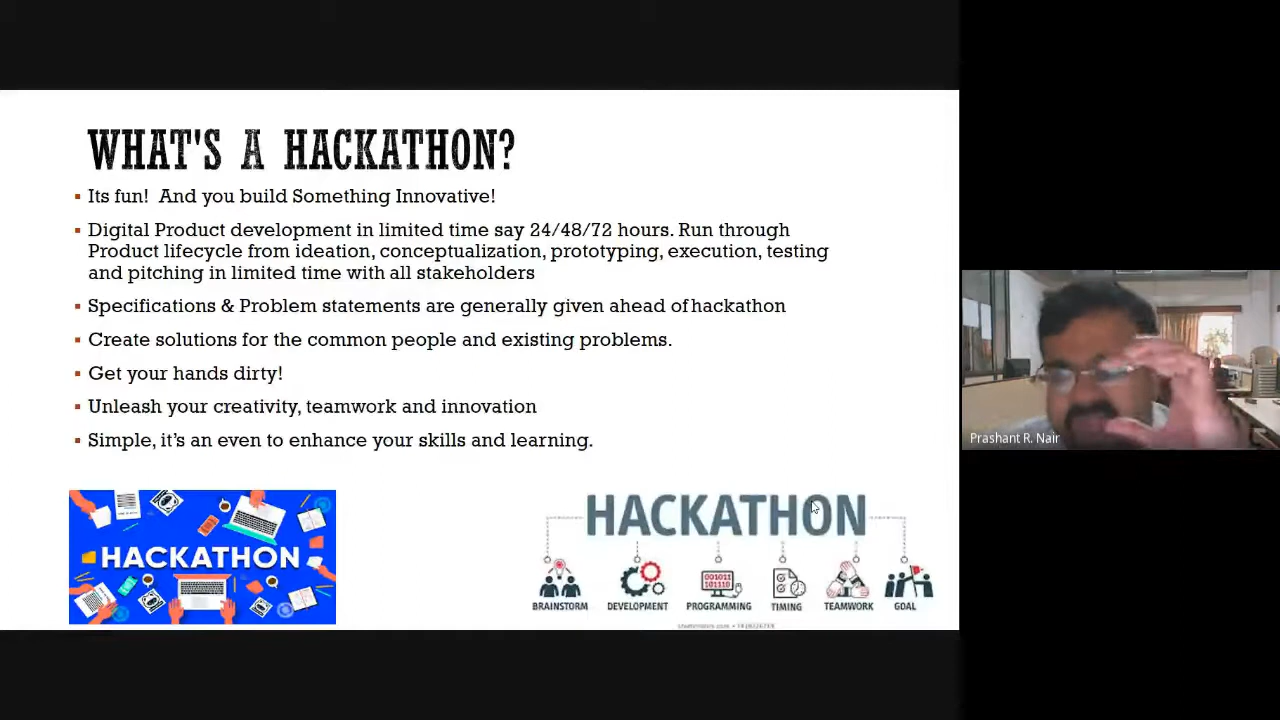 WHAT'S A HACKATHON?
Its fun! And you build Something Innovative!
Digital Product development in limited time say 24/48/72 hours. Run through
Product lifecycle from ideation, conceptualization, prototyping, execution, testing
and pitching in limited time with all stakeholders
Specifications & Problem statements are generally given ahead of hackathon
Create solutions for the common people and existing problems.
Get your hands dirty!
Unleash your creativity, teamwork and innovation
Simple, it's an even to enhance your skills and learning.
HACKATHON
HACKATHON
001011
101110
BRAINSTORM DEVELOPMENT PROGRAMMING TIMING TEAMWORK GOAL
Prashant R. Nair